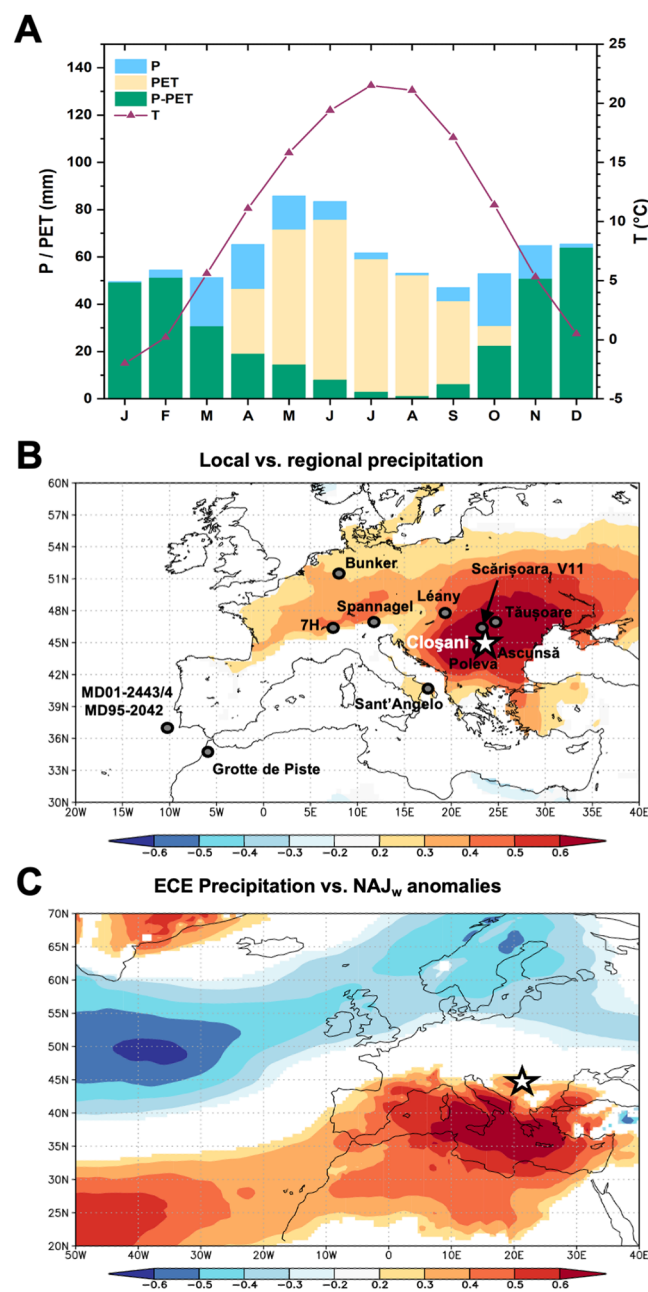 A
P / PET (mm)
140
120
100
80
60
40
20
0
P
PET
P-PET
T
25
20
15
10
5
0
-5
T (°C)
J F M A M J J A S O N D
B
Local vs. regional precipitation
60N
57N
54N
51N
48N
45N
42N
39N
36N
33N
30N
Bunker
Scărișoara, V11
Léany
Tăușoare
Spannagel
7H
Cloșani
Ascunsă
Poleva
MD01-2443/4
MD95-2042
Sant'Angelo
Grotte de Piste
20W 15W 10W 5W 0 5E 10E 15E 20E 25E 30E 35E 40E
-0.6 -0.5 -0.4 -0.3 -0.2 0.2 0.3 0.4 0.5 0.6
C
ECE Precipitation vs. NAJw anomalies
70N
65N
60N
55N
50N
45N
40N
35N
30N
25N
20N
50W 40W 30W 20W 10W 0 10E 20E 30E 40E
-0.6 -0.5 -0.4 -0.3 -0.2 0.2 0.3 0.4 0.5 0.6